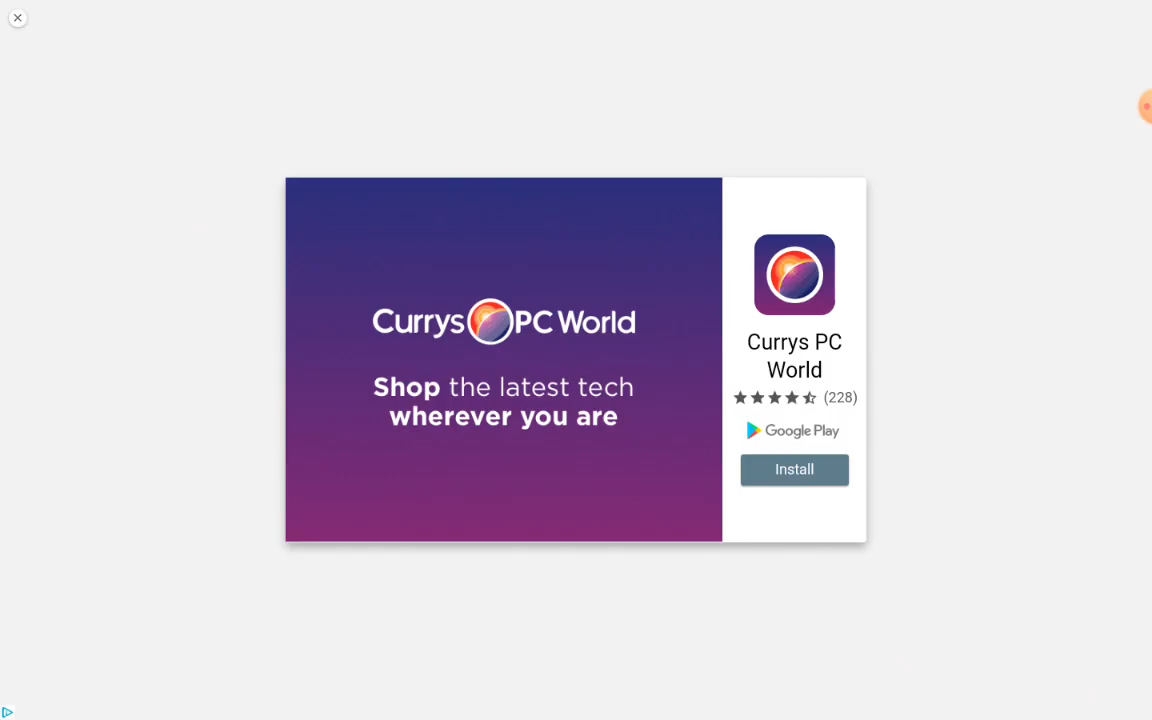 Currys PC World
Shop the latest tech
wherever you are
Currys PC
World
(228)
Google Play
Install